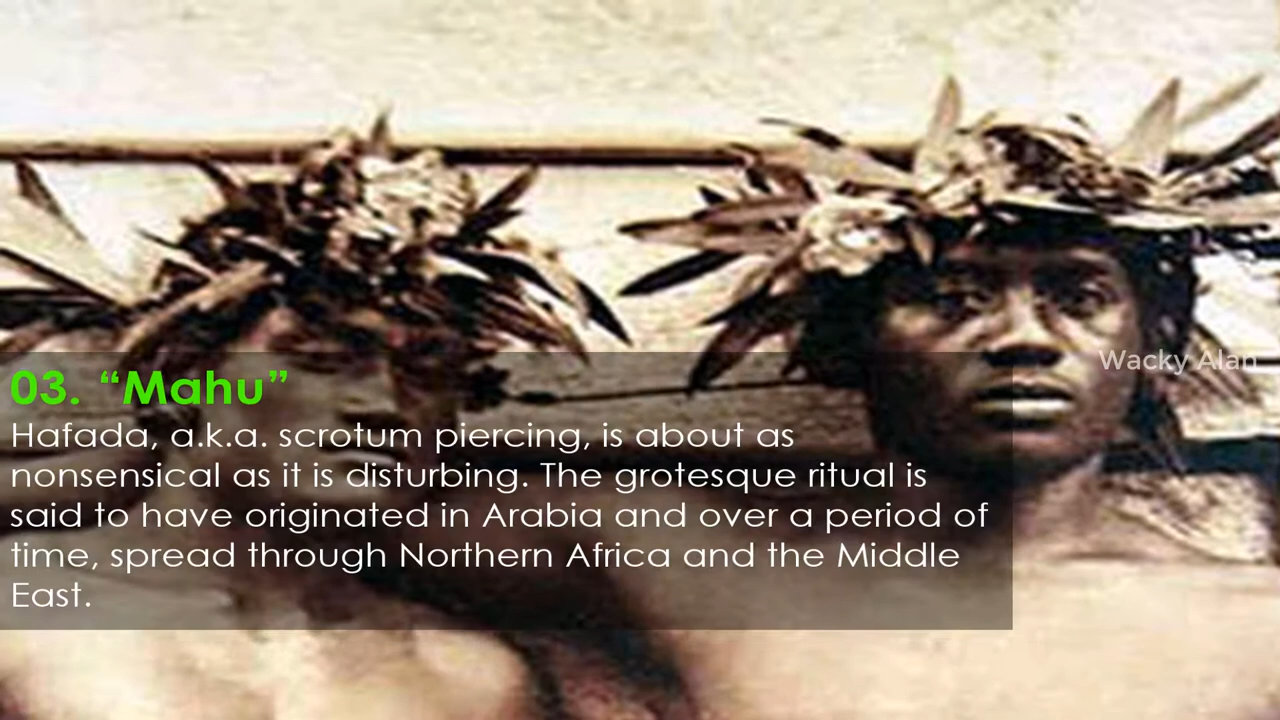 Wacky Alan
03. “Mahu”
Hafada, a.k.a. scrotum piercing, is about as
nonsensical as it is disturbing. The grotesque ritual is
said to have originated in Arabia and over a period of
time, spread through Northern Africa and the Middle
East.